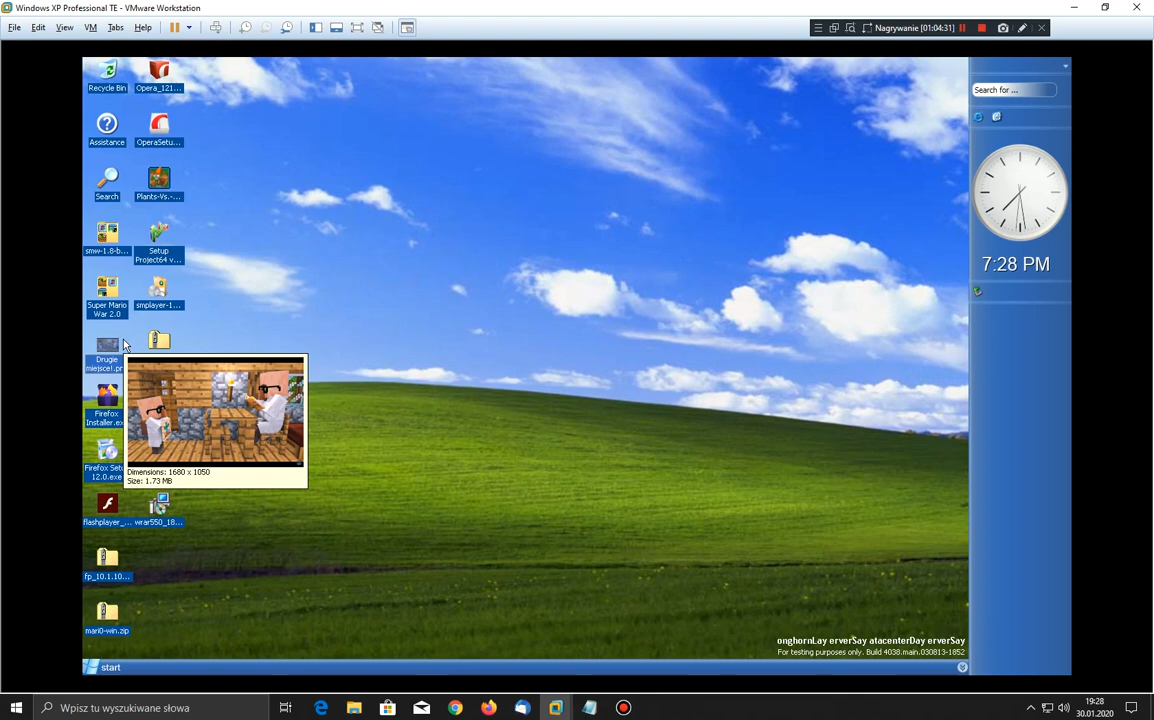 Windows XP Professional TE - VMware Workstation
File Edit View VM Tabs Help
Nagrywanie [01:04:31]
Recycle Bin
Opera_121...
Assistance
OperaSetu...
Search
Plants-Vs.-...
smw-1.8-b...
Setup
Project64 v...
Super Mario
War 2.0
smplayer-1...
Drugie
miejsce!.pr
Firefox
Installer.ex
Firefox Setu
12.0.exe
flashplayer_...
wrar550_18...
fp_10.1.10...
mari0-win.zip
Dimensions: 1680 x 1050
Size: 1.73 MB
Search for ...
7:28 PM
onghornLay erverSay atacenterDay erverSay
For testing purposes only. Build 4038.main.030813-1852
start
Wpisz tu wyszukiwane słowa
19:28
30.01.2020